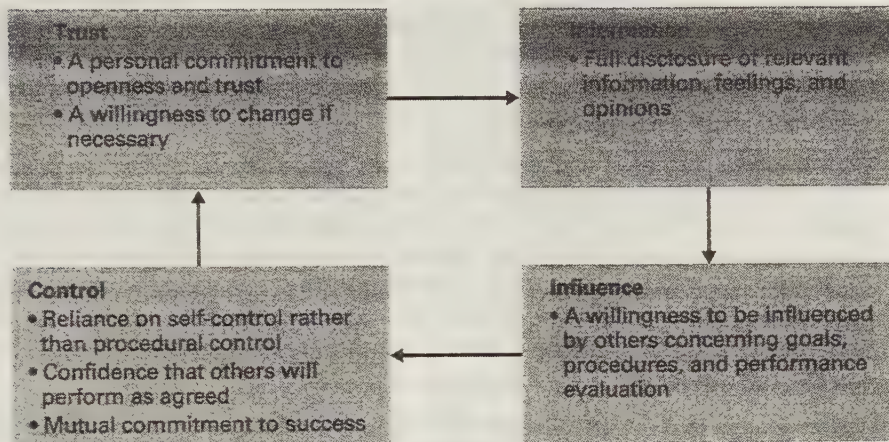 Trust
• A personal commitment to
openness and trust
• A willingness to change if
necessary
Information
• Full disclosure of relevant
information, feelings, and
opinions
Control
• Reliance on self-control rather
than procedural control
• Confidence that others will
perform as agreed
• Mutual commitment to success
Influence
• A willingness to be influenced
by others concerning goals,
procedures, and performance
evaluation